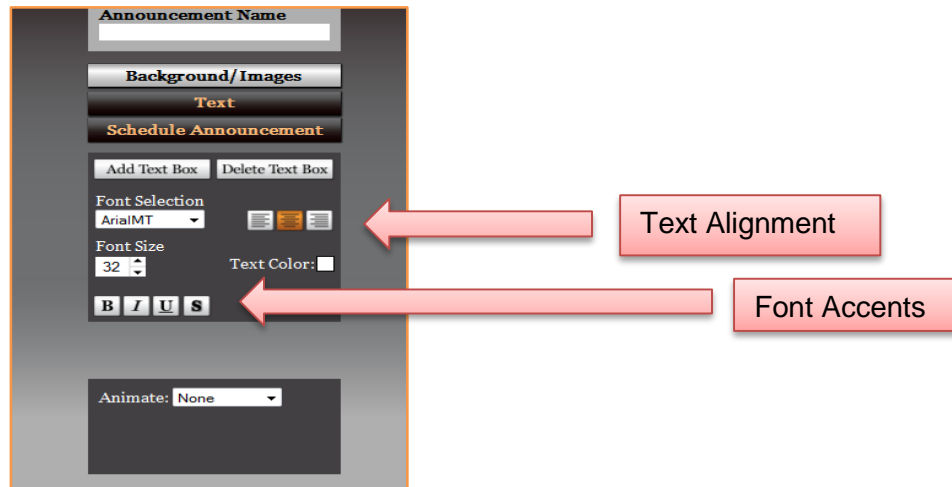 Announcement Name
Background/Images
Text
Schedule Announcement
Add Text Box Delete Text Box
Font Selection
ArialMT
Text Alignment
Font Size
32 Text Color:
B I U S
Font Accents
Animate: None